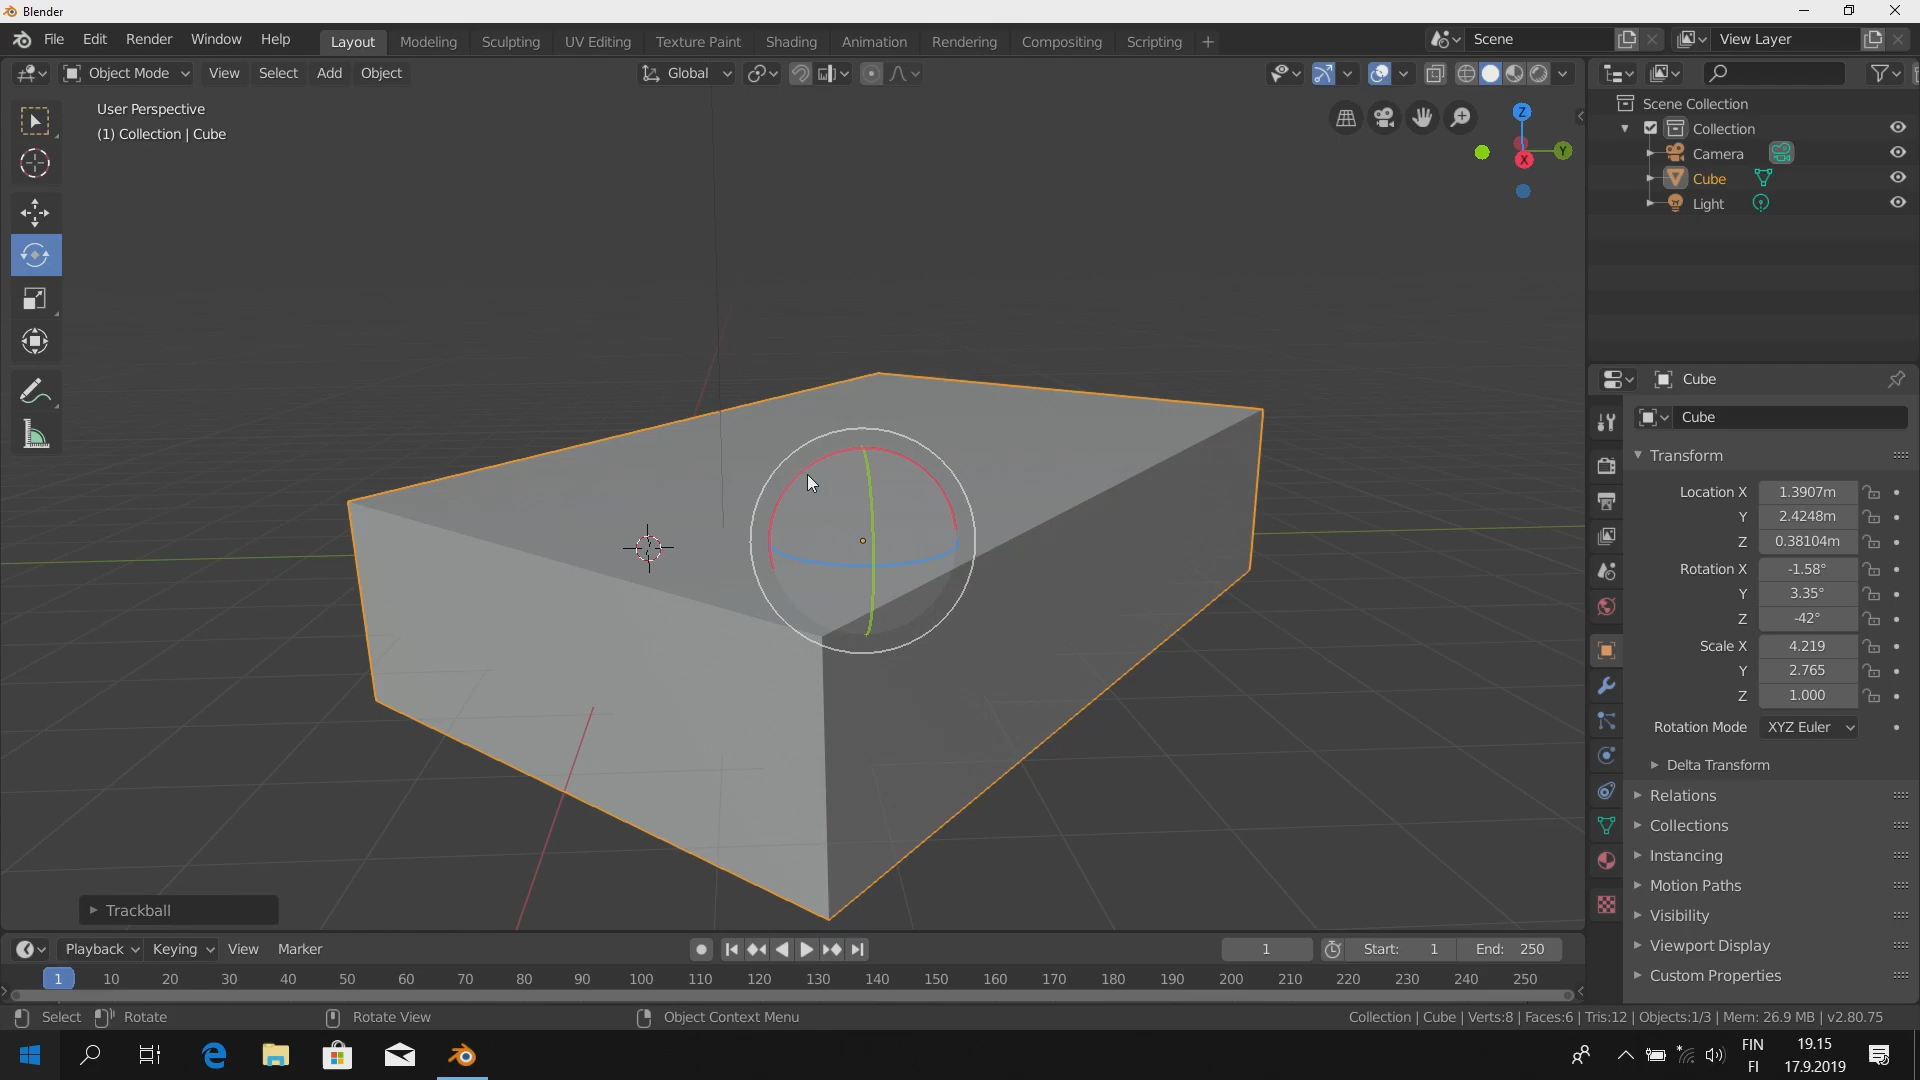 Blender
File Edit Render Window Help Layout Modeling Sculpting UV Editing Texture Paint Shading Animation Rendering Compositing Scripting + Scene View Layer
Object Mode View Select Add Object Global
User Perspective
(1) Collection | Cube
Z
Y
X
Scene Collection
Collection
Camera
Cube
Light
Cube
Cube
Transform
Location X 1.3907m
Y 2.4248m
Z 0.38104m
Rotation X -1.58°
Y 3.35°
Z -42°
Scale X 4.219
Y 2.765
Z 1.000
Rotation Mode XYZ Euler
Delta Transform
Relations
Collections
Instancing
Motion Paths
Visibility
Viewport Display
Custom Properties
Trackball
Playback Keying View Marker 1 Start: 1 End: 250
1 10 20 30 40 50 60 70 80 90 100 110 120 130 140 150 160 170 180 190 200 210 220 230 240 250
Select Rotate Rotate View Object Context Menu Collection | Cube | Verts:8 | Faces:6 | Tris:12 | Objects:1/3 | Mem: 26.9 MB | v2.80.75
FIN 19.15
FI 17.9.2019